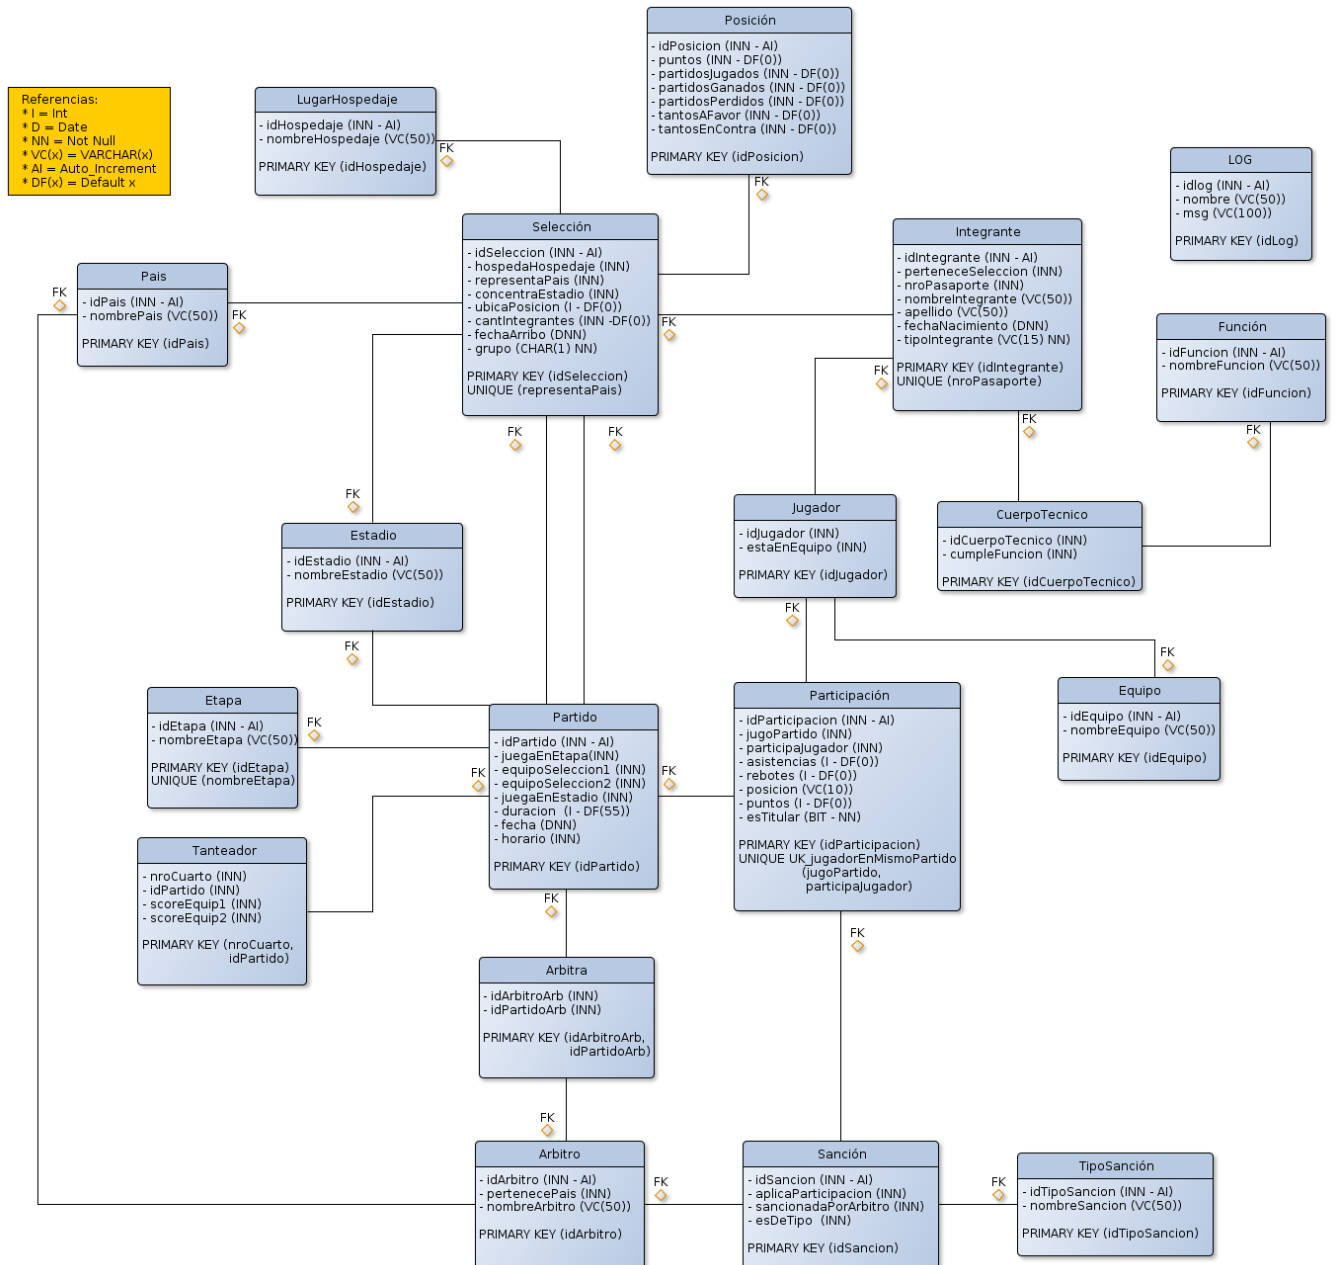 Posición
- idPosicion (INN - AI)
- puntos (INN - DF(0))
- partidosJugados (INN - DF(0))
- partidosGanados (INN - DF(0))
- partidosPerdidos (INN - DF(0))
- tantosAFavor (INN - DF(0))
- tantosEnContra (INN - DF(0))
PRIMARY KEY (idPosicion)
FK
Referencias:
* I = Int
* D = Date
* NN = Not Null
* VC(x) = VARCHAR(x)
* AI = Auto_Increment
* DF(x) = Default x
LugarHospedaje
- idHospedaje (INN - AI)
- nombreHospedaje (VC(50))
PRIMARY KEY (idHospedaje)
FK
LOG
- idlog (INN - AI)
- nombre (VC(50))
- msg (VC(100))
PRIMARY KEY (idLog)
Selección
- idSeleccion (INN - AI)
- hospedaHospedaje (INN)
- representaPais (INN)
- concentraEstadio (INN)
- ubicaPosicion (I - DF(0))
- cantIntegrantes (INN -DF(0))
- fechaArribo (DNN)
- grupo (CHAR(1) NN)
PRIMARY KEY (idSeleccion)
UNIQUE (representaPais)
FK
FK
FK
Integrante
- idIntegrante (INN - AI)
- perteneceSeleccion (INN)
- nroPasaporte (INN)
- nombreIntegrante (VC(50))
- apellido (VC(50))
- fechaNacimiento (DNN)
- tipoIntegrante (VC(15) NN)
PRIMARY KEY (idIntegrante)
UNIQUE (nroPasaporte)
FK
FK
Pais
- idPais (INN - AI)
- nombrePais (VC(50))
PRIMARY KEY (idPais)
FK
FK
Función
- idFuncion (INN - AI)
- nombreFuncion (VC(50))
PRIMARY KEY (idFuncion)
FK
Jugador
- idJugador (INN)
- estaEnEquipo (INN)
PRIMARY KEY (idJugador)
FK
CuerpoTecnico
- idCuerpoTecnico (INN)
- cumpleFuncion (INN)
PRIMARY KEY (idCuerpoTecnico)
FK
Estadio
- idEstadio (INN - AI)
- nombreEstadio (VC(50))
PRIMARY KEY (idEstadio)
FK
FK
Equipo
- idEquipo (INN - AI)
- nombreEquipo (VC(50))
PRIMARY KEY (idEquipo)
Etapa
- idEtapa (INN - AI)
- nombreEtapa (VC(50))
PRIMARY KEY (idEtapa)
UNIQUE (nombreEtapa)
FK
Partido
- idPartido (INN - AI)
- juegaEnEtapa(INN)
- equipoSeleccion1 (INN)
- equipoSeleccion2 (INN)
- juegaEnEstadio (INN)
- duracion  (I - DF(55))
- fecha (DNN)
- horario (INN)
PRIMARY KEY (idPartido)
FK
FK
FK
Participación
- idParticipacion (INN - AI)
- jugoPartido (INN)
- participaJugador (INN)
- asistencias (I - DF(0))
- rebotes (I - DF(0))
- posicion (VC(10))
- puntos (I - DF(0))
- esTitular (BIT - NN)
PRIMARY KEY (idParticipacion)
UNIQUE UK_jugadorEnMismoPartido
(jugoPartido,
participaJugador)
FK
Tanteador
- nroCuarto (INN)
- idPartido (INN)
- scoreEquip1 (INN)
- scoreEquip2 (INN)
PRIMARY KEY (nroCuarto,
idPartido)
Arbitra
- idArbitroArb (INN)
- idPartidoArb (INN)
PRIMARY KEY (idArbitroArb,
idPartidoArb)
FK
Arbitro
- idArbitro (INN - AI)
- pertenecePais (INN)
- nombreArbitro (VC(50))
PRIMARY KEY (idArbitro)
FK
Sanción
- idSancion (INN - AI)
- aplicaParticipacion (INN)
- sancionadaPorArbitro (INN)
- esDeTipo  (INN)
PRIMARY KEY (idSancion)
FK
TipoSanción
- idTipoSancion (INN - AI)
- nombreSancion (VC(50))
PRIMARY KEY (idTipoSancion)